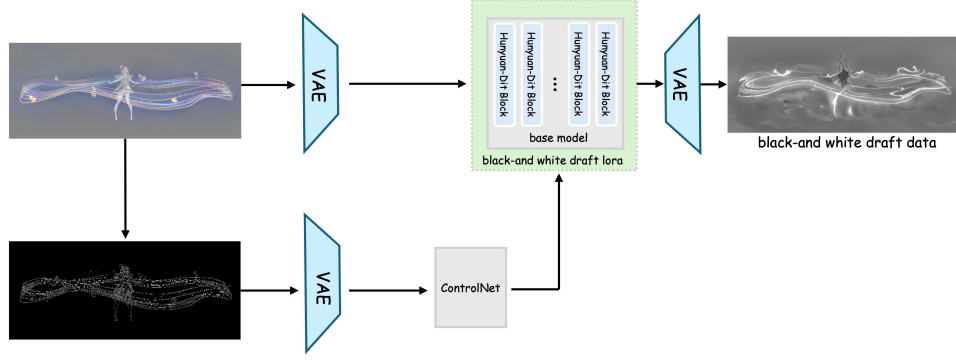 VAE
Hunyuan-Dit Block
Hunyuan-Dit Block
...
Hunyuan-Dit Block
Hunyuan-Dit Block
base model
black-and white draft lora
VAE
black-and white draft data
VAE
ControlNet